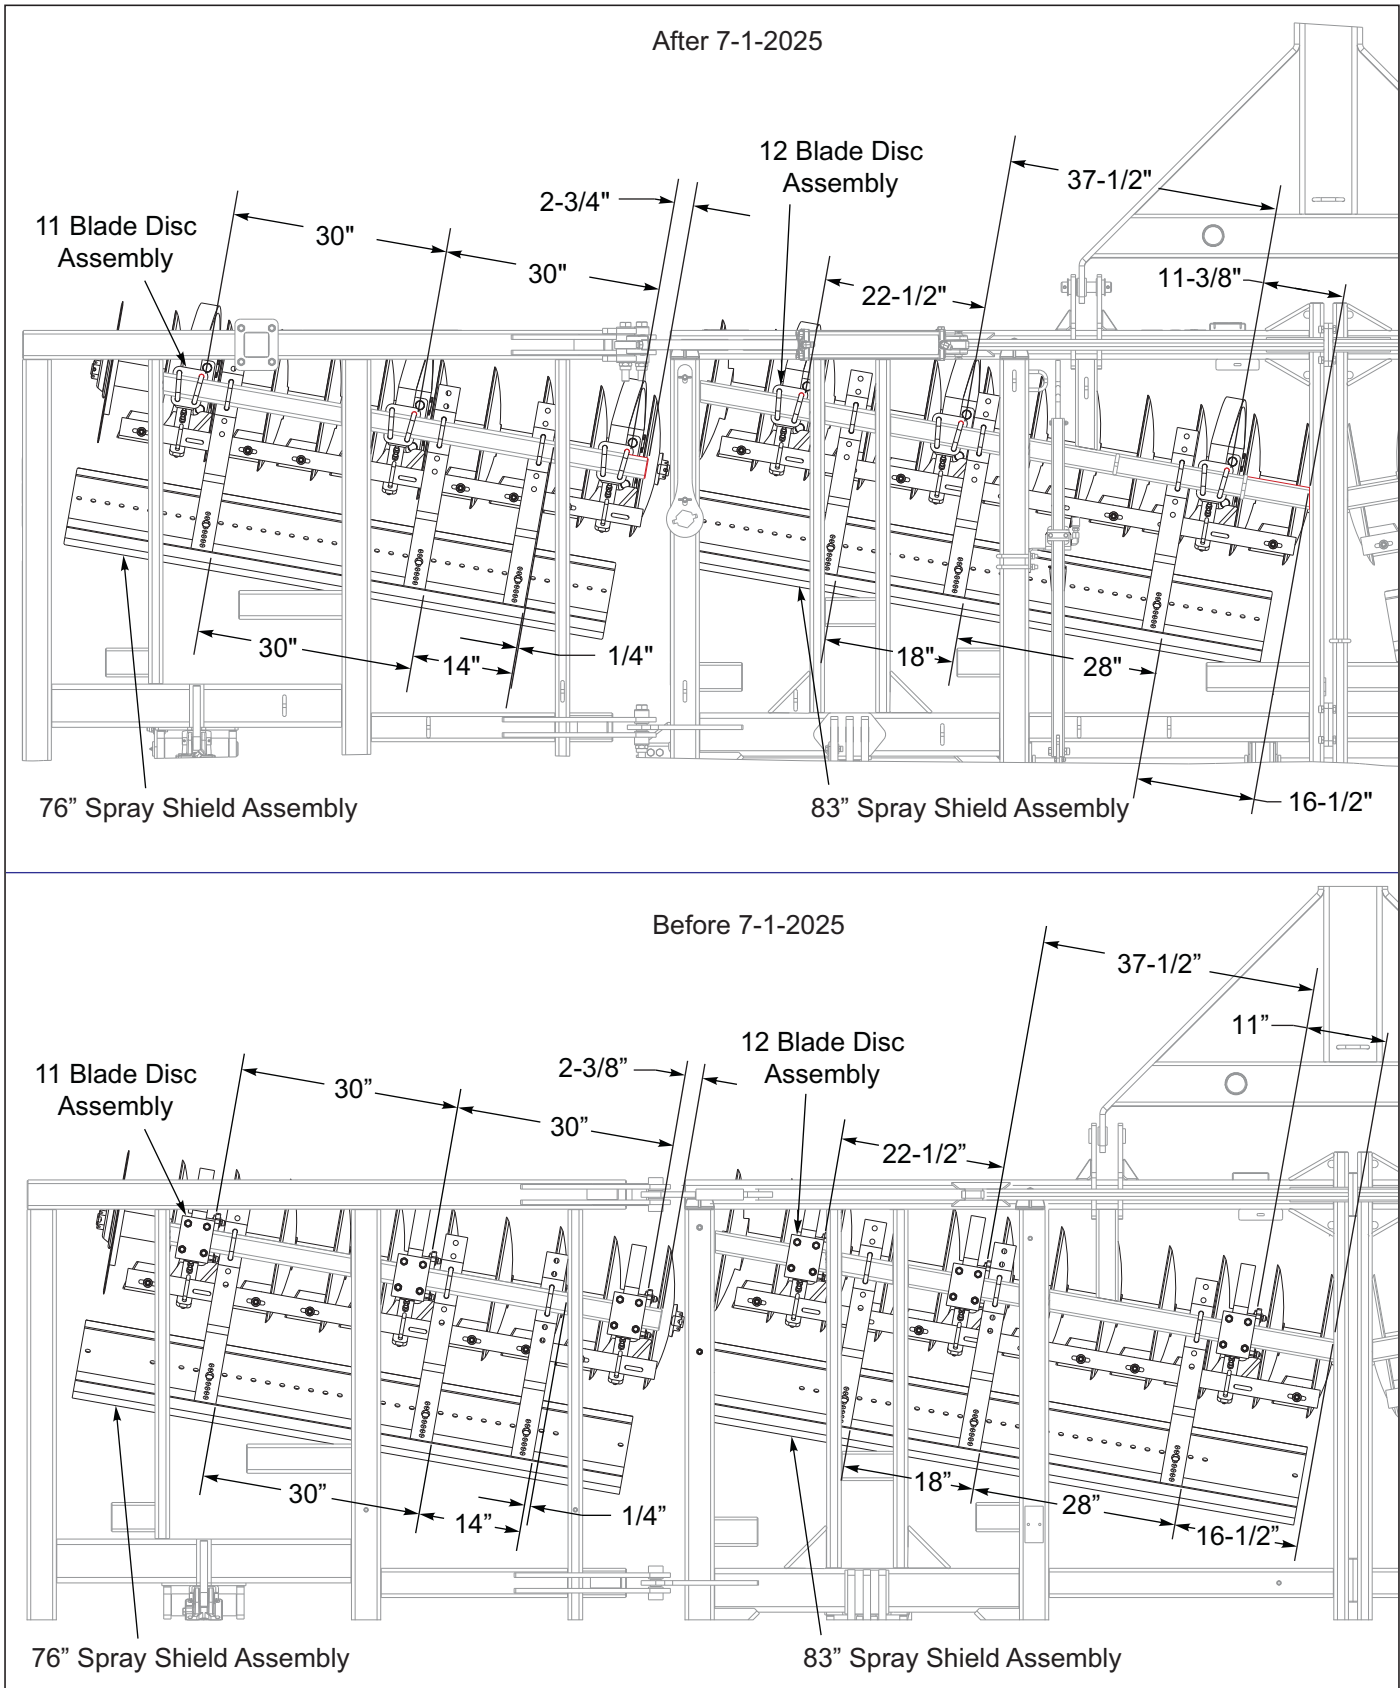 After 7-1-2025
12 Blade Disc
Assembly
37-1/2"
2-3/4"
11 Blade Disc
Assembly
30"
30"
22-1/2"
11-3/8"
30"
14"
1/4"
18"
28"
76” Spray Shield Assembly
83” Spray Shield Assembly
16-1/2"
Before 7-1-2025
37-1/2”
11”
12 Blade Disc
Assembly
2-3/8”
11 Blade Disc
Assembly
30”
30”
22-1/2”
30”
14”
1/4”
18”
28”
16-1/2”
76” Spray Shield Assembly
83” Spray Shield Assembly